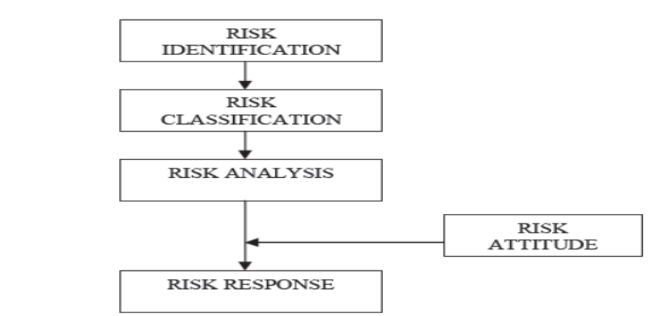 RISK
IDENTIFICATION
RISK
CLASSIFICATION
RISK ANALYSIS
RISK
ATTITUDE
RISK RESPONSE